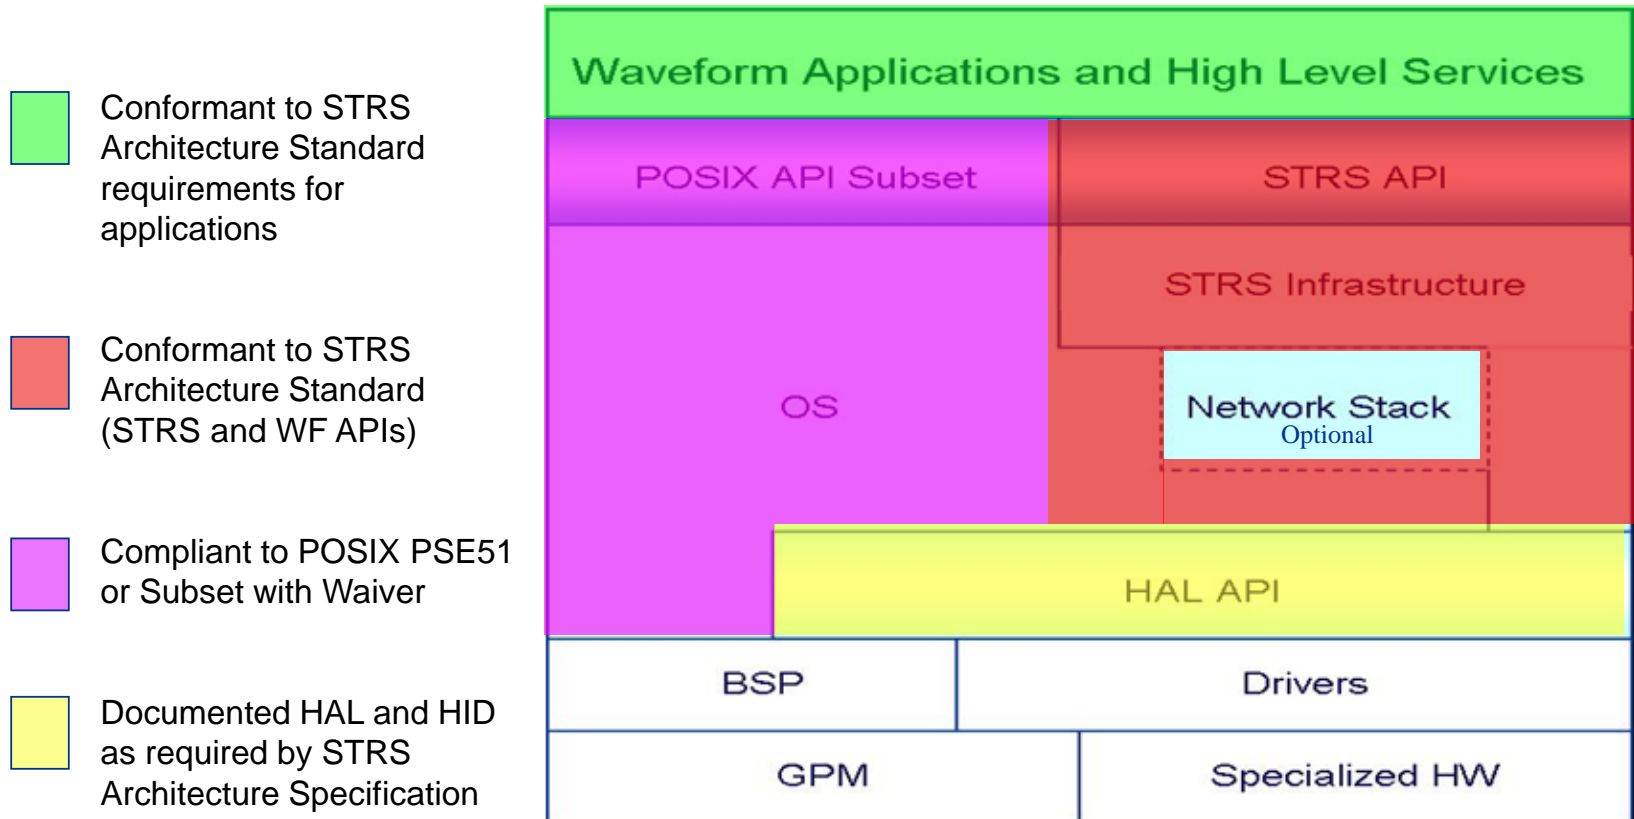 Conformant to STRS
Architecture Standard
requirements for
applications
Conformant to STRS
Architecture Standard
(STRS and WF APIs)
Compliant to POSIX PSE51
or Subset with Waiver
Documented HAL and HID
as required by STRS
Architecture Specification
Waveform Applications and High Level Services
POSIX API Subset
STRS API
STRS Infrastructure
OS
Network Stack
Optional
HAL API
BSP
Drivers
GPM
Specialized HW